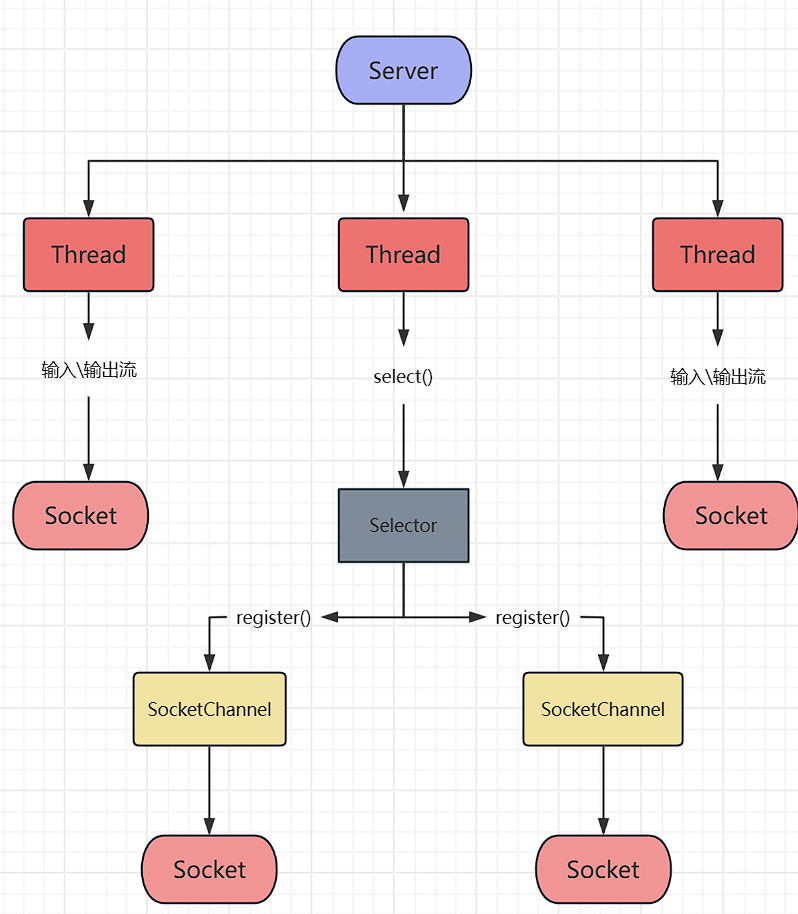 Server
Thread
Thread
Thread
输入\输出流
select()
输入\输出流
Socket
Selector
Socket
register()
register()
SocketChannel
SocketChannel
Socket
Socket